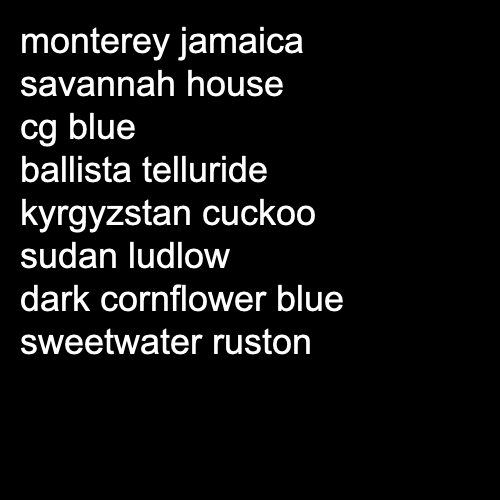 monterey jamaica
savannah house
cg blue
ballista telluride
kyrgyzstan cuckoo
sudan ludlow
dark cornflower blue
sweetwater ruston